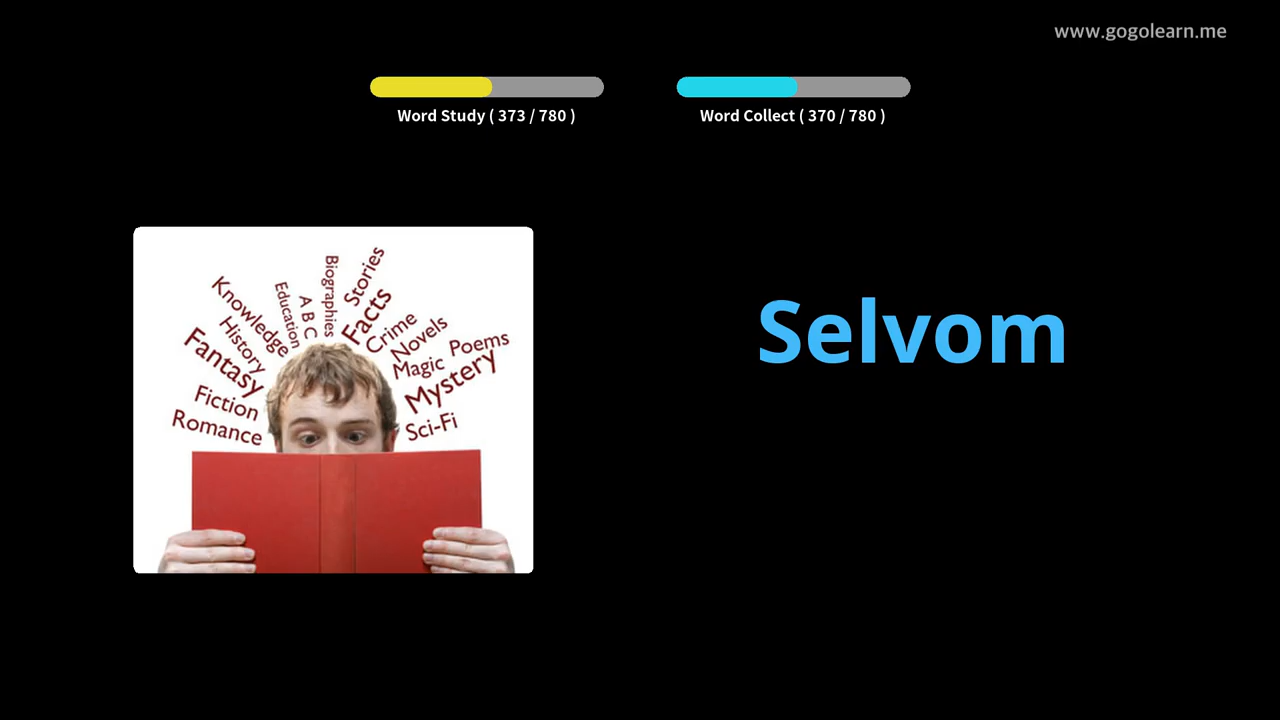 www.gogolearn.me
Word Study ( 373 / 780 )
Word Collect ( 370 / 780 )
Selvom
Romance
Fiction
Fantasy
History
Knowledge
Education
A B C
Biographies
Stories
Facts
Crime
Novels
Magic
Poems
Mystery
Sci-Fi